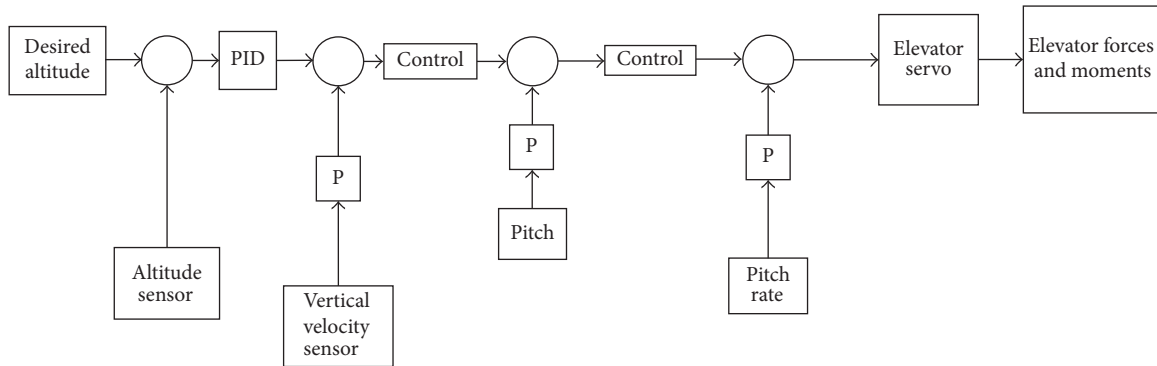 Desired
altitude
PID
Control
Control
Elevator
servo
Elevator forces
and moments
P
P
P
Pitch
Altitude
sensor
Vertical
velocity
sensor
Pitch
rate